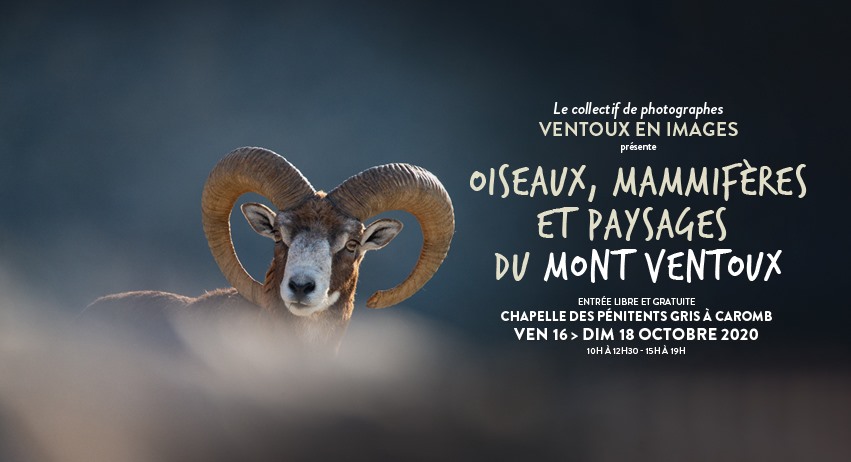 Le collectif de photographes
VENTOUX EN IMAGES
présente
OISEAUX, MAMMIFÈRES
ET PAYSAGES
DU MONT VENTOUX
ENTRÉE LIBRE ET GRATUITE
CHAPELLE DES PÉNITENTS GRIS À CAROMB
VEN 16 > DIM 18 OCTOBRE 2020
10H À 12H30 - 15H À 19H